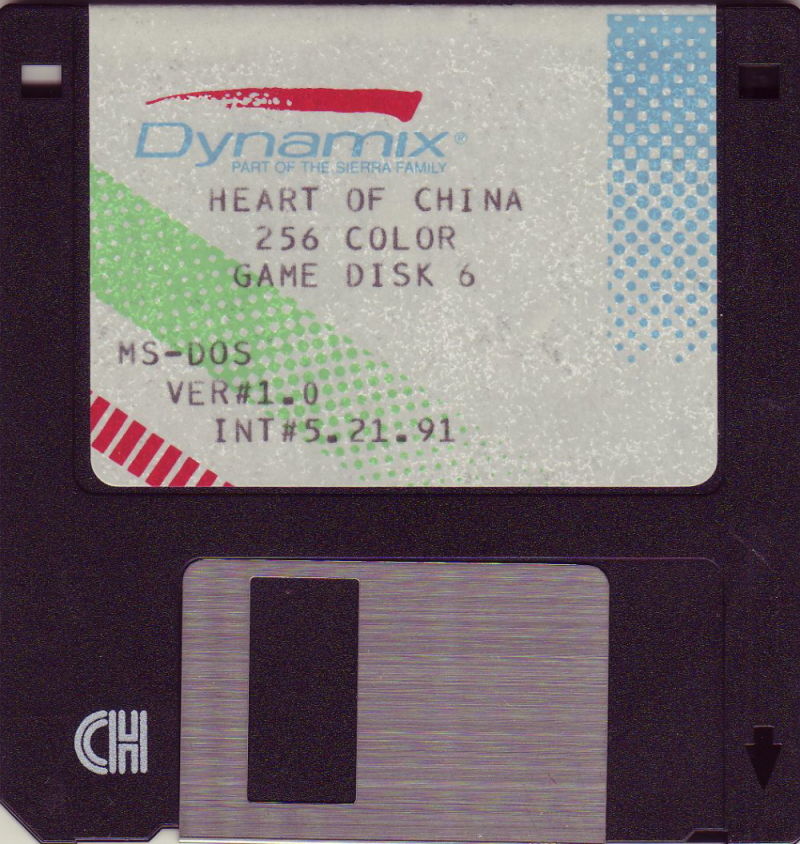 Dynamix®
PART OF THE SIERRA FAMILY
HEART OF CHINA
256 COLOR
GAME DISK 6
MS-DOS
VER#1.0
INT#5.21.91
CH